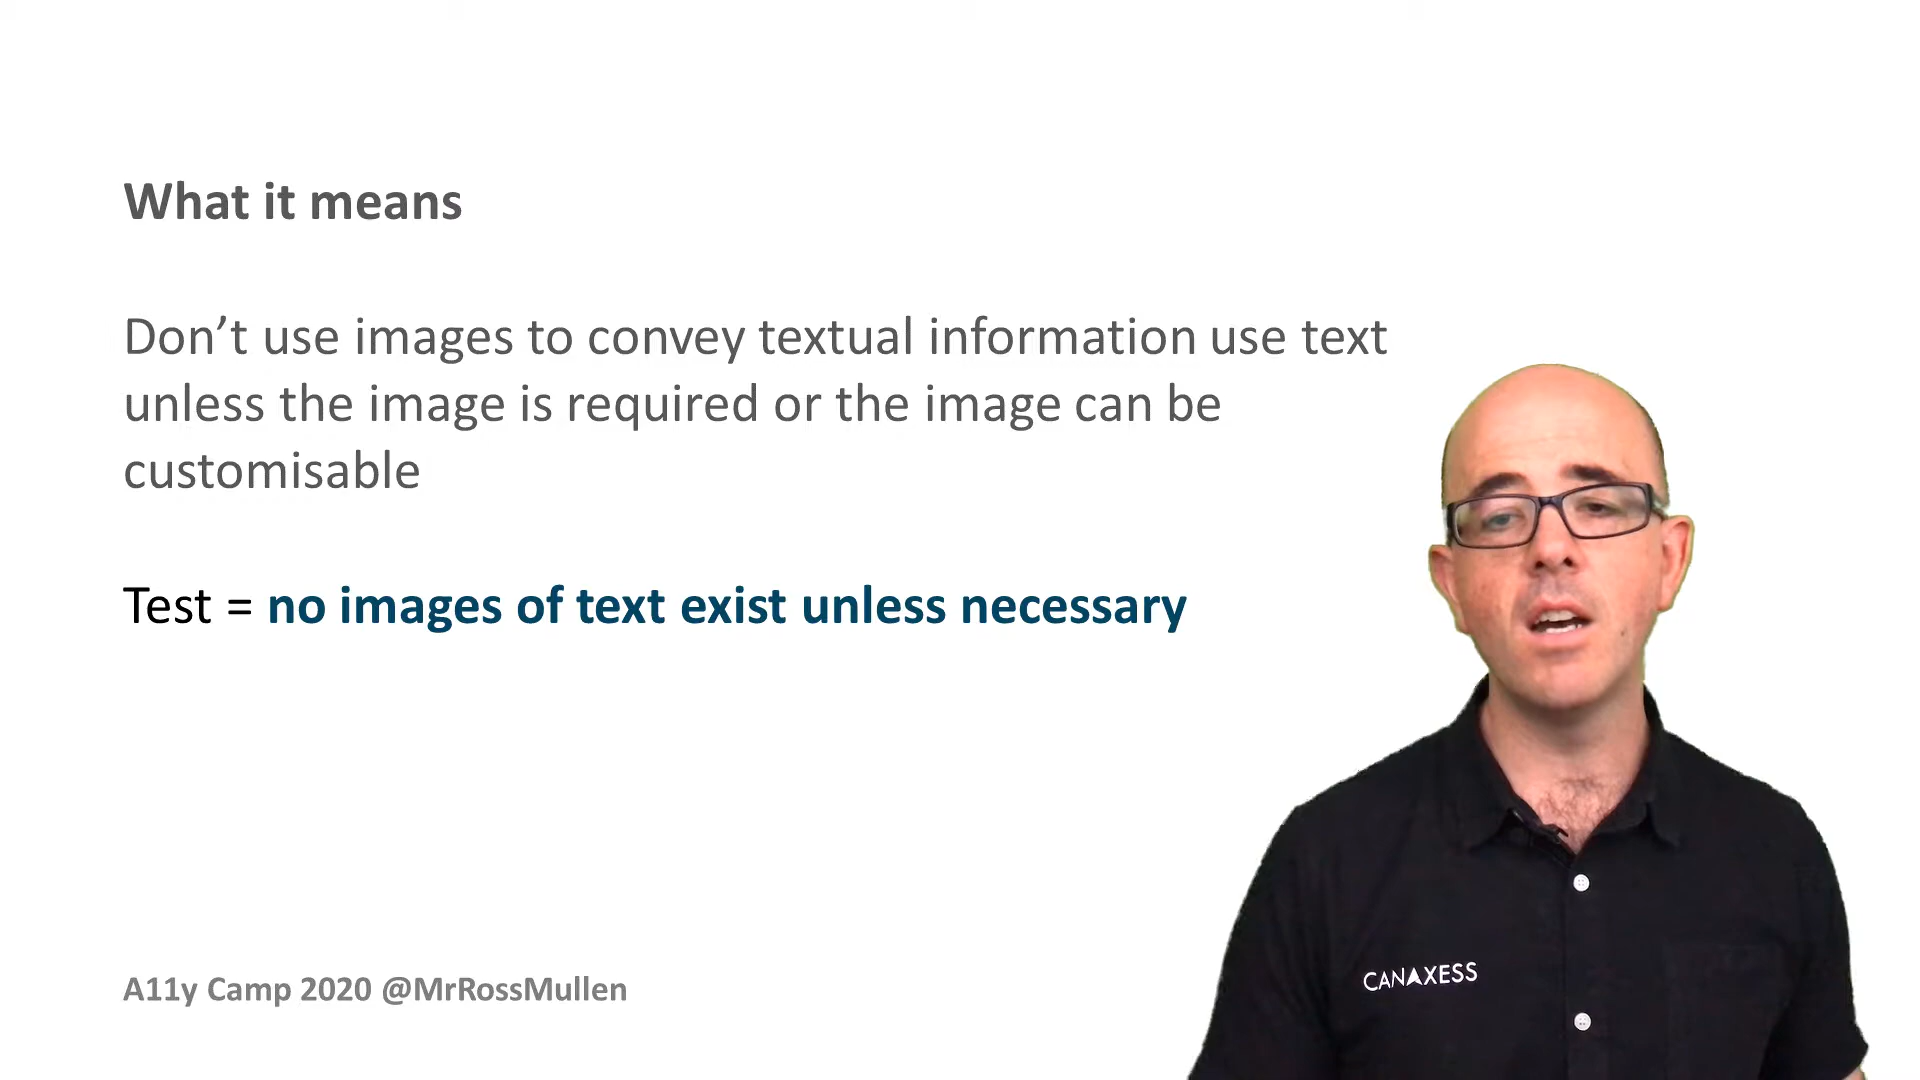 What it means
Don’t use images to convey textual information use text
unless the image is required or the image can be
customisable
Test = no images of text exist unless necessary
A11y Camp 2020 @MrRossMullen
CANAXESS